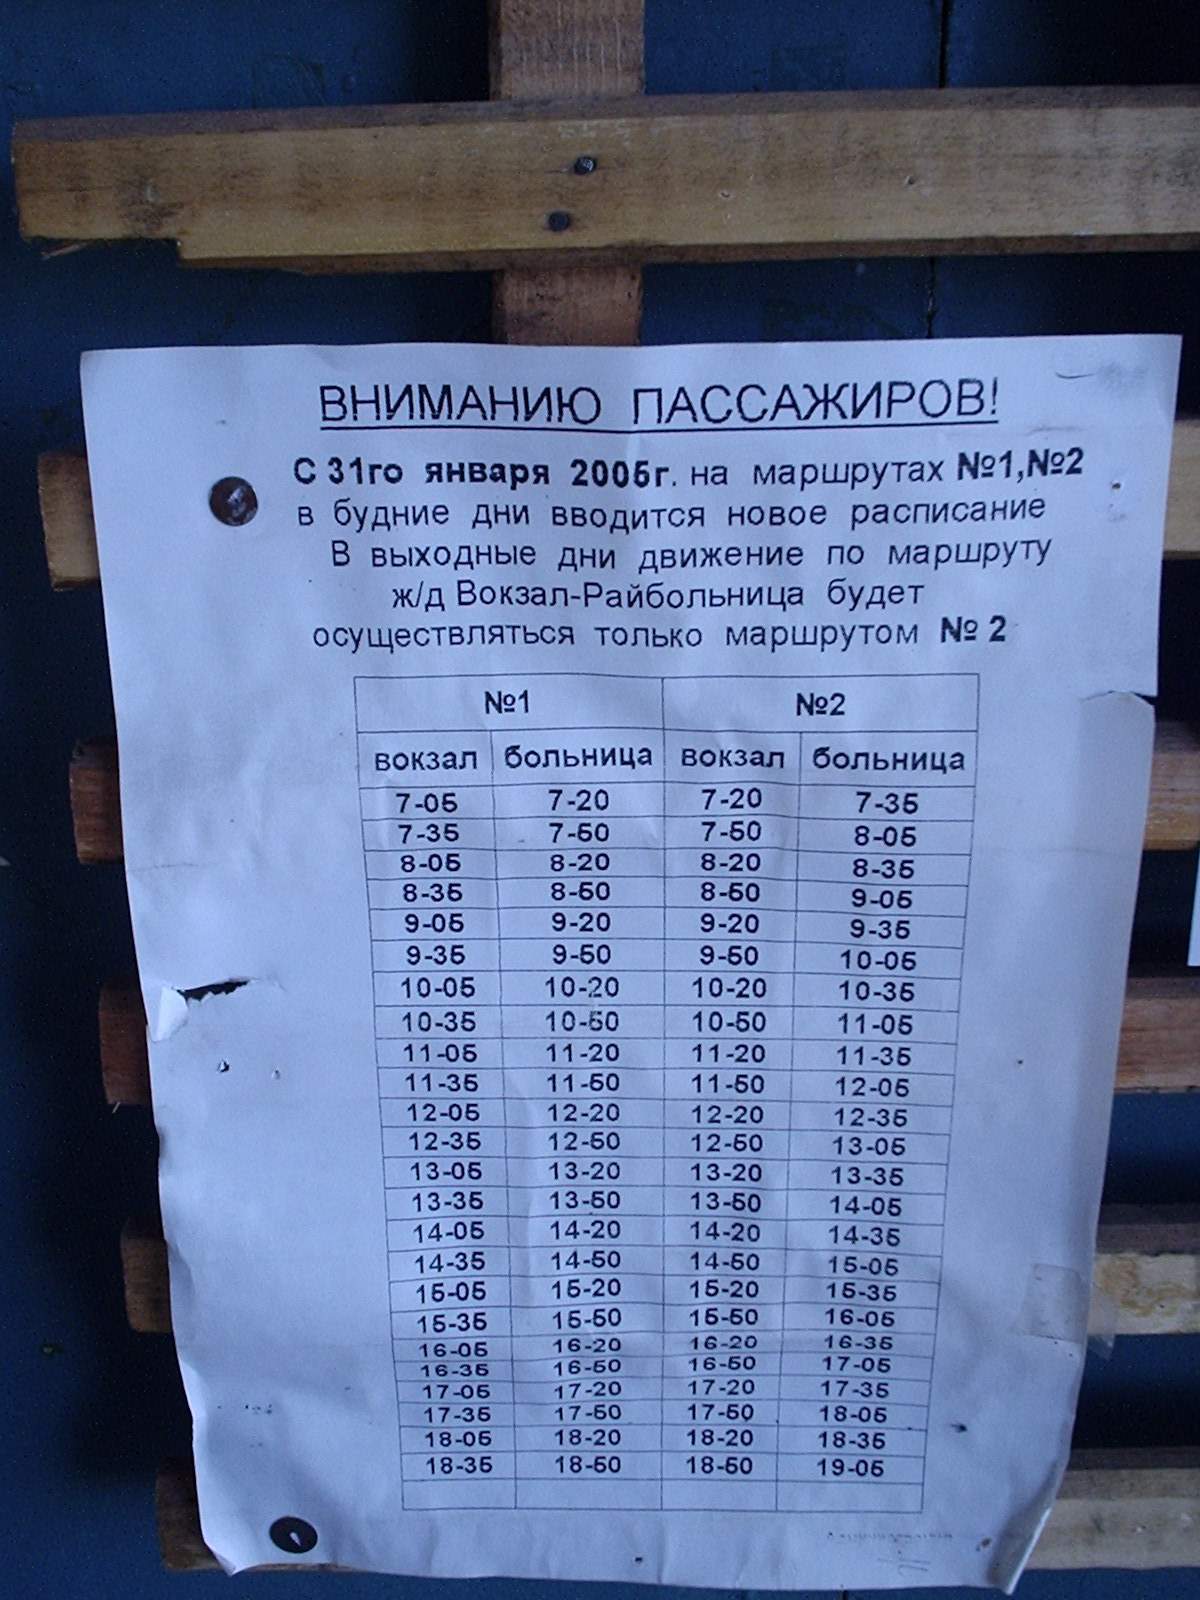 ВНИМАНИЮ ПАССАЖИРОВ!
С 31го января 2005г. на маршрутах №1,№2
в будние дни вводится новое расписание
В выходные дни движение по маршруту
ж/д Вокзал-Райбольница будет
осуществляться только маршрутом № 2
№1 №2
вокзал больница вокзал больница
7-05 7-20 7-20 7-35
7-35 7-50 7-50 8-05
8-05 8-20 8-20 8-35
8-35 8-50 8-50 9-05
9-05 9-20 9-20 9-35
9-35 9-50 9-50 10-05
10-05 10-20 10-20 10-35
10-35 10-50 10-50 11-05
11-05 11-20 11-20 11-35
11-35 11-50 11-50 12-05
12-05 12-20 12-20 12-35
12-35 12-50 12-50 13-05
13-05 13-20 13-20 13-35
13-35 13-50 13-50 14-05
14-05 14-20 14-20 14-35
14-35 14-50 14-50 15-05
15-05 15-20 15-20 15-35
15-35 15-50 15-50 16-05
16-05 16-20 16-20 16-35
16-35 16-50 16-50 17-05
17-05 17-20 17-20 17-35
17-35 17-50 17-50 18-05
18-05 18-20 18-20 18-35
18-35 18-50 18-50 19-05